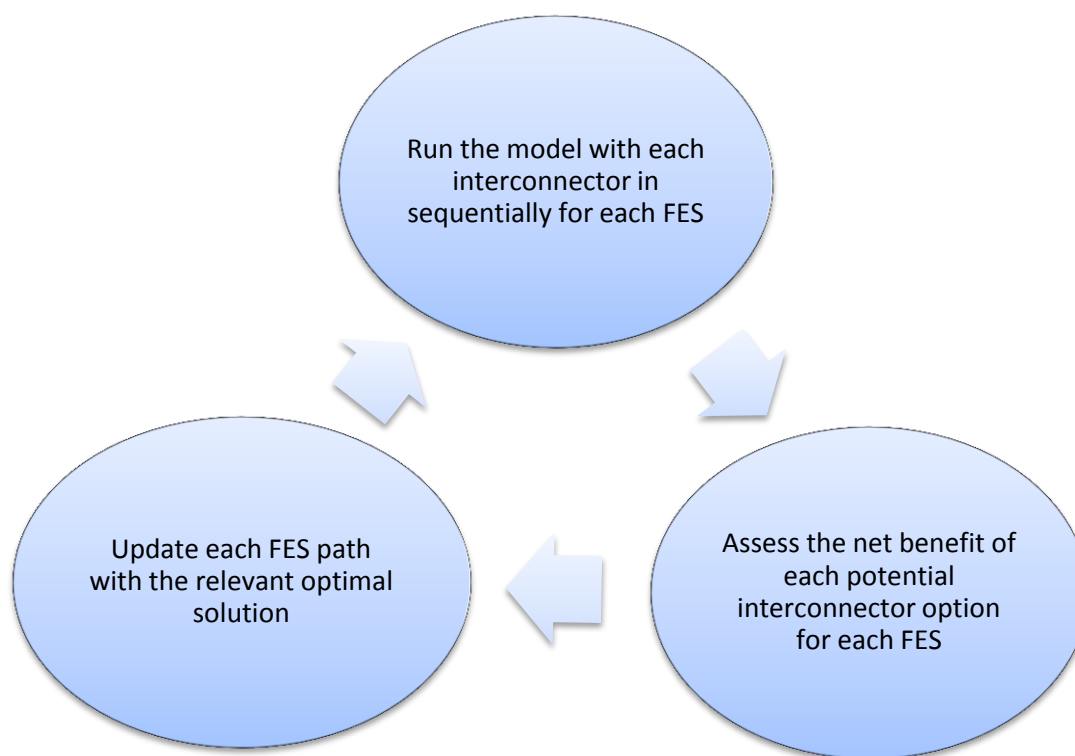 Run the model with each
interconnector in
sequentially for each FES
Update each FES path
with the relevant optimal
solution
Assess the net benefit of
each potential
interconnector option
for each FES